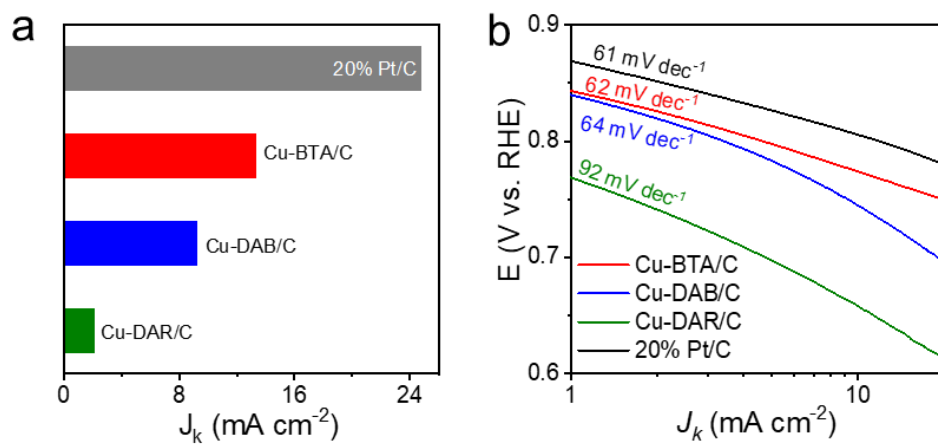 a
20% Pt/C
Cu-BTA/C
Cu-DAB/C
Cu-DAR/C
0
8
16
24
J_k (mA cm⁻²)
b
E (V vs. RHE)
0.9
0.8
0.7
0.6
61 mV dec⁻¹
62 mV dec⁻¹
64 mV dec⁻¹
92 mV dec⁻¹
Cu-BTA/C
Cu-DAB/C
Cu-DAR/C
20% Pt/C
1
10
J_k (mA cm⁻²)